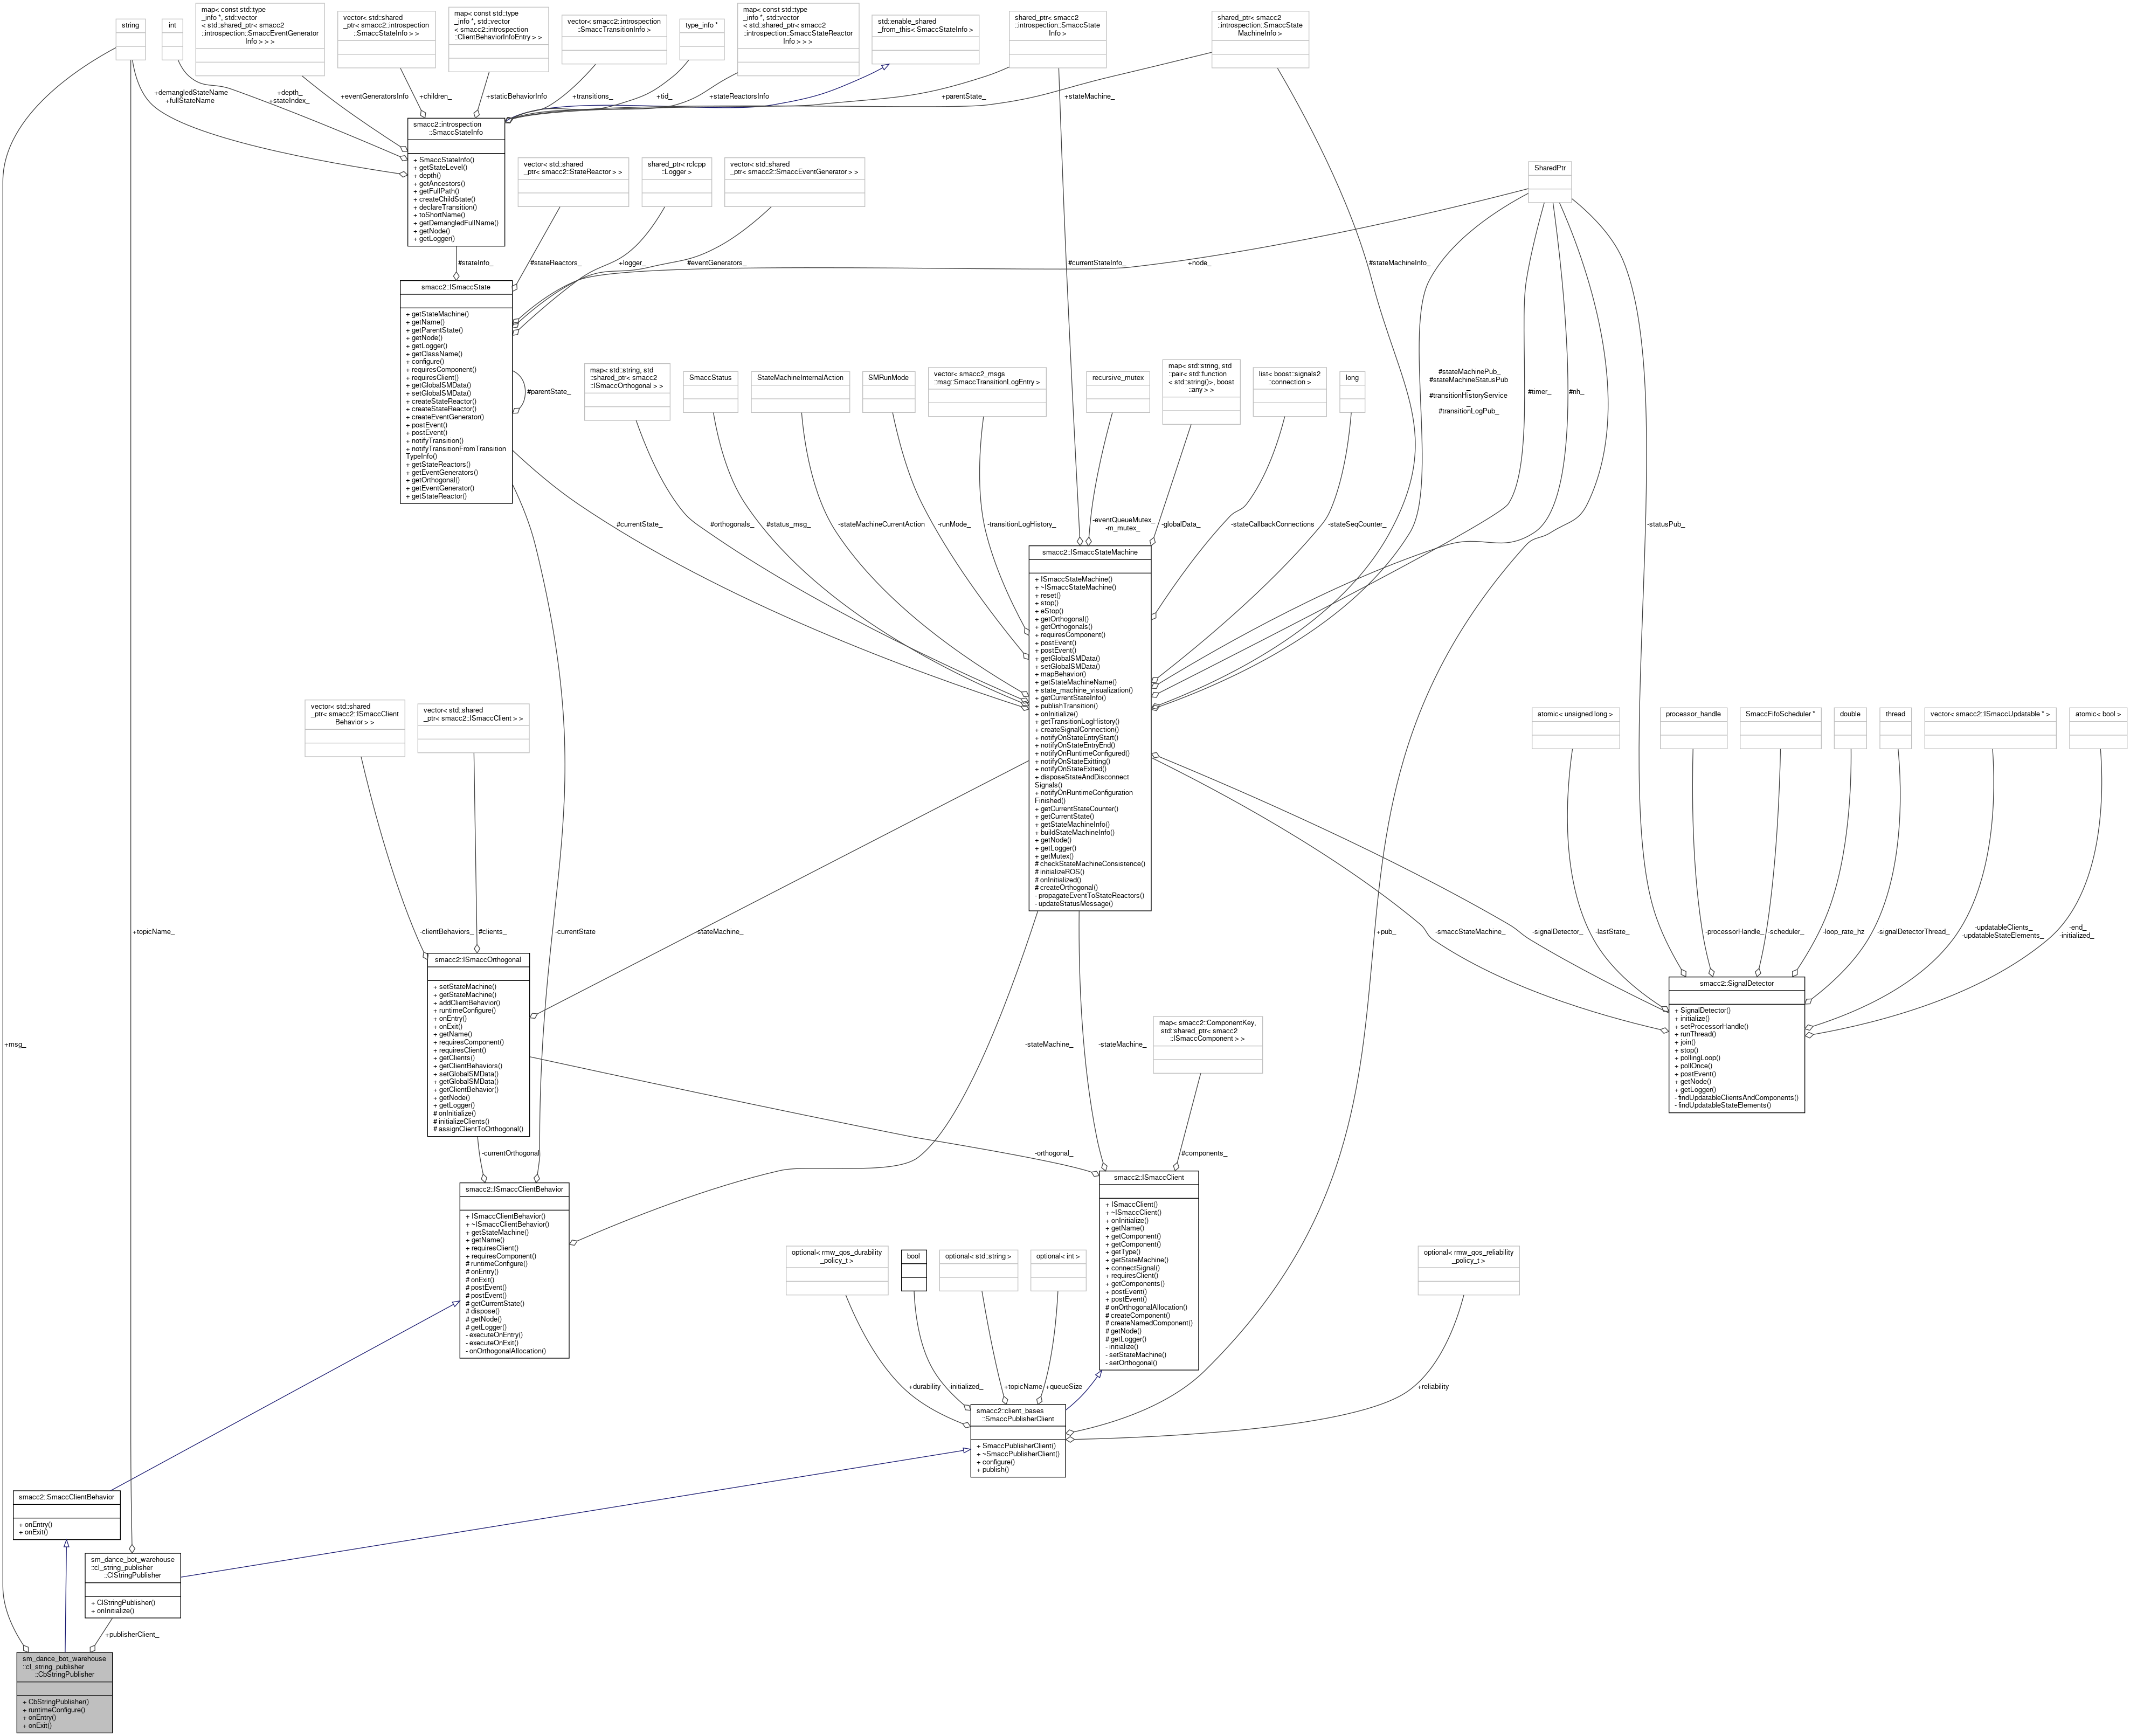 string
int
map< const std::type
_info *, std::vector
< std::shared_ptr< smacc2
::introspection::SmaccEventGenerator
Info > > >
vector< std::shared
_ptr< smacc2::introspection
::SmaccStateInfo > >
map< const std::type
_info *, std::vector
< smacc2::introspection
::ClientBehaviorInfoEntry > >
vector< smacc2::introspection
::SmaccTransitionInfo >
type_info *
map< const std::type
_info *, std::vector
< std::shared_ptr< smacc2
::introspection::SmaccStateReactor
Info > > >
std::enable_shared
_from_this< SmaccStateInfo >
shared_ptr< smacc2
::introspection::SmaccState
Info >
shared_ptr< smacc2
::introspection::SmaccState
MachineInfo >
+demangledStateName
+fullStateName
+depth_
+stateIndex_
+eventGeneratorsInfo
+children_
+staticBehaviorInfo
+transitions_
+tid_
+stateReactorsInfo
+parentState_
+stateMachine_
smacc2::introspection
::SmaccStateInfo
+ SmaccStateInfo()
+ getStateLevel()
+ depth()
+ getAncestors()
+ getFullPath()
+ createChildState()
+ declareTransition()
+ toShortName()
+ getDemangledFullName()
+ getNode()
+ getLogger()
vector< std::shared
_ptr< smacc2::StateReactor > >
shared_ptr< rclcpp
::Logger >
vector< std::shared
_ptr< smacc2::SmaccEventGenerator > >
SharedPtr
#stateInfo_
#stateReactors_
+logger_
#eventGenerators_
+node_
#currentStateInfo_
#stateMachineInfo_
smacc2::ISmaccState
+ getStateMachine()
+ getName()
+ getParentState()
+ getNode()
+ getLogger()
+ getClassName()
+ configure()
+ requiresComponent()
+ requiresClient()
+ getGlobalSMData()
+ setGlobalSMData()
+ createStateReactor()
+ createStateReactor()
+ createEventGenerator()
+ postEvent()
+ postEvent()
+ notifyTransition()
+ notifyTransitionFromTransition
TypeInfo()
+ getStateReactors()
+ getEventGenerators()
+ getOrthogonal()
+ getEventGenerator()
+ getStateReactor()
#parentState_
map< std::string, std
::shared_ptr< smacc2
::ISmaccOrthogonal > >
SmaccStatus
StateMachineInternalAction
SMRunMode
vector< smacc2_msgs
::msg::SmaccTransitionLogEntry >
recursive_mutex
map< std::string, std
::pair< std::function
< std::string()>, boost
::any > >
list< boost::signals2
::connection >
long
#stateMachinePub_
#stateMachineStatusPub
_
#transitionHistoryService
_
#transitionLogPub_
#timer_
#nh_
#currentState_
#orthogonals_
#status_msg_
-stateMachineCurrentAction
-runMode_
-transitionLogHistory_
-eventQueueMutex_
-m_mutex_
-globalData_
-stateCallbackConnections
-stateSeqCounter_
-statusPub_
smacc2::ISmaccStateMachine
+ ISmaccStateMachine()
+ ~ISmaccStateMachine()
+ reset()
+ stop()
+ eStop()
+ getOrthogonal()
+ getOrthogonals()
+ requiresComponent()
+ postEvent()
+ postEvent()
+ getGlobalSMData()
+ setGlobalSMData()
+ mapBehavior()
+ getStateMachineName()
+ state_machine_visualization()
+ getCurrentStateInfo()
+ publishTransition()
+ onInitialize()
+ getTransitionLogHistory()
+ createSignalConnection()
+ notifyOnStateEntryStart()
+ notifyOnStateEntryEnd()
+ notifyOnRuntimeConfigured()
+ notifyOnStateExitting()
+ notifyOnStateExited()
+ disposeStateAndDisconnect
Signals()
+ notifyOnRuntimeConfiguration
Finished()
+ getCurrentStateCounter()
+ getCurrentState()
+ getStateMachineInfo()
+ buildStateMachineInfo()
+ getNode()
+ getLogger()
+ getMutex()
# checkStateMachineConsistence()
# initializeROS()
# onInitialized()
# createOrthogonal()
- propagateEventToStateReactors()
- updateStatusMessage()
vector< std::shared
_ptr< smacc2::ISmaccClient
Behavior > >
vector< std::shared
_ptr< smacc2::ISmaccClient > >
atomic< unsigned long >
processor_handle
SmaccFifoScheduler *
double
thread
vector< smacc2::ISmaccUpdatable * >
atomic< bool >
+topicName_
-clientBehaviors_
#clients_
-currentState
-stateMachine_
+pub_
-smaccStateMachine_
-signalDetector_
-lastState_
-processorHandle_
-scheduler_
-loop_rate_hz
-signalDetectorThread_
-updatableClients_
-updatableStateElements_
-end_
-initialized_
smacc2::ISmaccOrthogonal
+ setStateMachine()
+ getStateMachine()
+ addClientBehavior()
+ runtimeConfigure()
+ onEntry()
+ onExit()
+ getName()
+ requiresComponent()
+ requiresClient()
+ getClients()
+ getClientBehaviors()
+ setGlobalSMData()
+ getGlobalSMData()
+ getClientBehavior()
+ getNode()
+ getLogger()
# onInitialize()
# initializeClients()
# assignClientToOrthogonal()
smacc2::SignalDetector
+ SignalDetector()
+ initialize()
+ setProcessorHandle()
+ runThread()
+ join()
+ stop()
+ pollingLoop()
+ pollOnce()
+ postEvent()
+ getNode()
+ getLogger()
- findUpdatableClientsAndComponents()
- findUpdatableStateElements()
map< smacc2::ComponentKey,
std::shared_ptr< smacc2
::ISmaccComponent > >
+msg_
-stateMachine_
-stateMachine_
-currentOrthogonal
-orthogonal_
#components_
smacc2::ISmaccClientBehavior
+ ISmaccClientBehavior()
+ ~ISmaccClientBehavior()
+ getStateMachine()
+ getName()
+ requiresClient()
+ requiresComponent()
# runtimeConfigure()
# onEntry()
# onExit()
# postEvent()
# postEvent()
# getCurrentState()
# dispose()
# getNode()
# getLogger()
- executeOnEntry()
- executeOnExit()
- onOrthogonalAllocation()
smacc2::ISmaccClient
+ ISmaccClient()
+ ~ISmaccClient()
+ onInitialize()
+ getName()
+ getComponent()
+ getComponent()
+ getType()
+ getStateMachine()
+ connectSignal()
+ requiresClient()
+ getComponents()
+ postEvent()
+ postEvent()
# onOrthogonalAllocation()
# createComponent()
# createNamedComponent()
# getNode()
# getLogger()
- initialize()
- setStateMachine()
- setOrthogonal()
optional< rmw_qos_durability
_policy_t >
bool
optional< std::string >
optional< int >
optional< rmw_qos_reliability
_policy_t >
+durability
-initialized_
+topicName
+queueSize
+reliability
smacc2::client_bases
::SmaccPublisherClient
+ SmaccPublisherClient()
+ ~SmaccPublisherClient()
+ configure()
+ publish()
smacc2::SmaccClientBehavior
+ onEntry()
+ onExit()
sm_dance_bot_warehouse
::cl_string_publisher
::ClStringPublisher
+ ClStringPublisher()
+ onInitialize()
+publisherClient_
sm_dance_bot_warehouse
::cl_string_publisher
::CbStringPublisher
+ CbStringPublisher()
+ runtimeConfigure()
+ onEntry()
+ onExit()